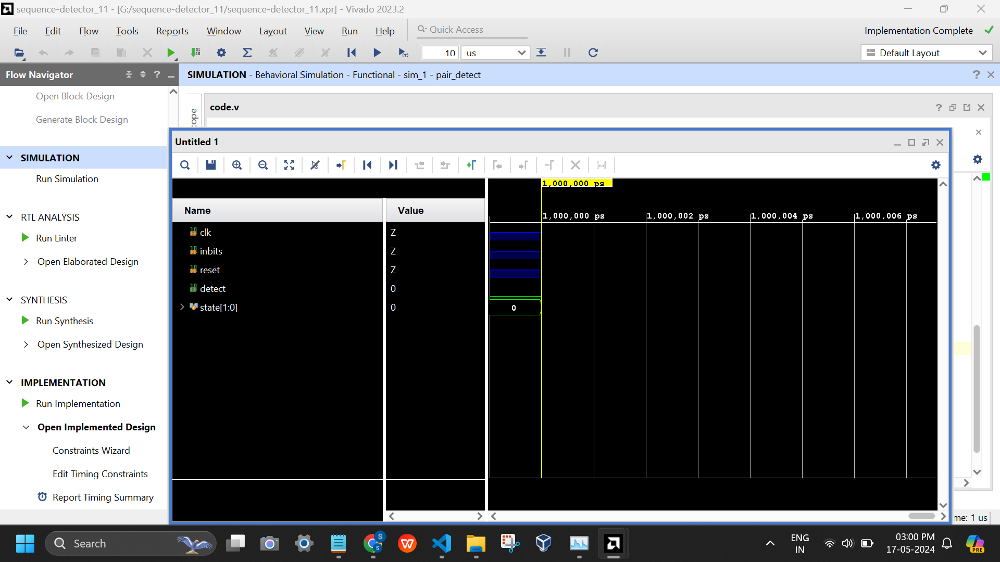 sequence-detector_11 - [G:/sequence-detector_11/sequence-detector_11.xpr] - Vivado 2023.2
File Edit Flow Tools Reports Window Layout View Run Help Quick Access Implementation Complete
10 us Default Layout
Flow Navigator
SIMULATION - Behavioral Simulation - Functional - sim_1 - pair_detect
Open Block Design
Generate Block Design
SIMULATION
Run Simulation
RTL ANALYSIS
Run Linter
Open Elaborated Design
SYNTHESIS
Run Synthesis
Open Synthesized Design
IMPLEMENTATION
Run Implementation
Open Implemented Design
Constraints Wizard
Edit Timing Constraints
Report Timing Summary
code.v
Untitled 1
1,000,000 ps
Name Value
1,000,000 ps 1,000,002 ps 1,000,004 ps 1,000,006 ps
clk Z
inbits Z
reset Z
detect 0
state[1:0] 0 0
1 us
Search
ENG
IN
03:00 PM
17-05-2024
PRE